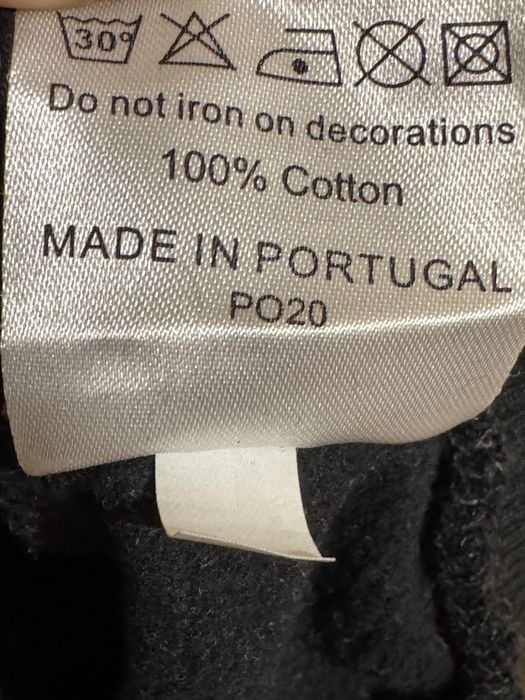 30°
Do not iron on decorations
100% Cotton
MADE IN PORTUGAL
PO20